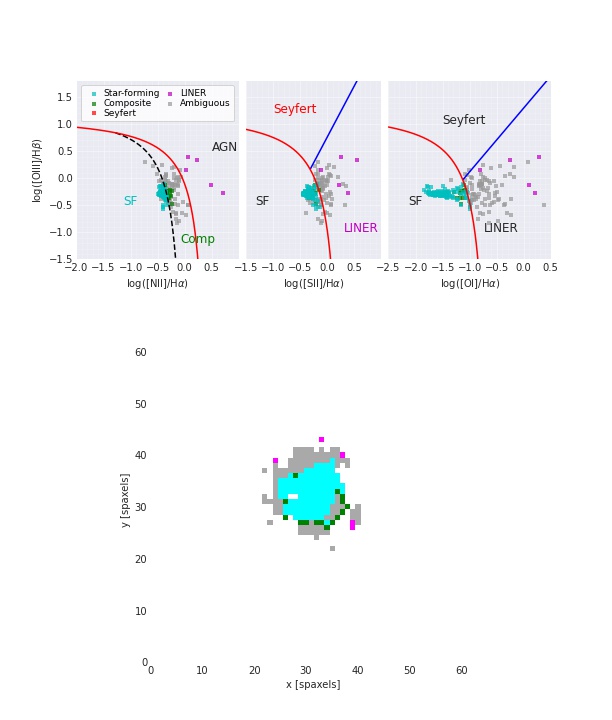 Star-forming
Composite
Seyfert
LINER
Ambiguous
1.5
1.0
0.5
0.0
−0.5
−1.0
−1.5
log([OIII]/Hβ)
AGN
SF
Comp
−2.0 −1.5 −1.0 −0.5 0.0 0.5
log([NII]/Hα)
Seyfert
SF
LINER
−1.5 −1.0 −0.5 0.0 0.5
log([SII]/Hα)
Seyfert
SF
LINER
−2.5 −2.0 −1.5 −1.0 −0.5 0.0 0.5
log([OI]/Hα)
60
50
40
30
20
10
0
y [spaxels]
0 10 20 30 40 50 60
x [spaxels]